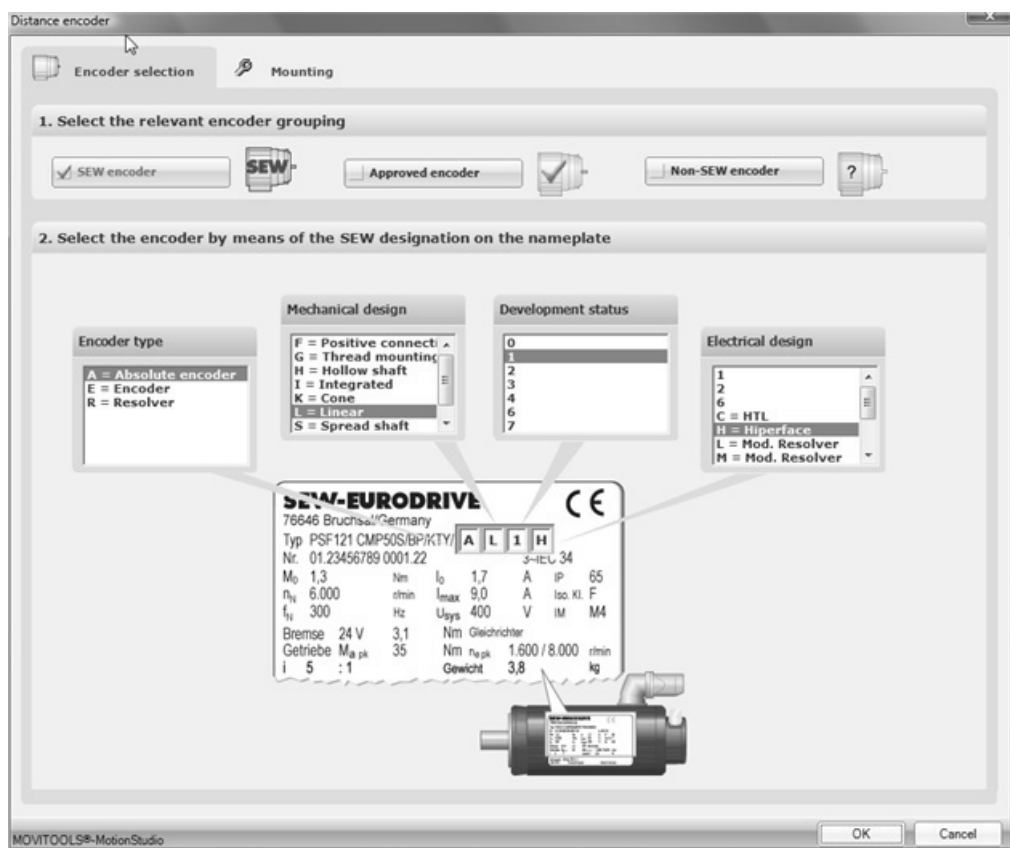 Distance encoder
Encoder selection
Mounting
1. Select the relevant encoder grouping
SEW encoder
SEW
Approved encoder
Non-SEW encoder
?
2. Select the encoder by means of the SEW designation on the nameplate
Encoder type
A = Absolute encoder
E = Encoder
R = Resolver
Mechanical design
F = Positive connecti
G = Thread mounting
H = Hollow shaft
I = Integrated
K = Cone
L = Linear
S = Spread shaft
Development status
0
1
2
3
4
6
7
Electrical design
1
2
6
C = HTL
H = Hiperface
L = Mod. Resolver
M = Mod. Resolver
SEW-EURODRIVE CE
76646 Bruchsal/Germany
Typ PSF121 CMP50S/BP/KTY/ A L 1 H
Nr. 01.23456789 0001.22 3~IEC 34
M0 1,3 Nm I0 1,7 A IP 65
nN 6.000 r/min Imax 9,0 A Iso. Kl. F
fN 300 Hz Usys 400 V IM M4
Bremse 24 V 3,1 Nm Gleichrichter
Getriebe Ma pk 35 Nm ne pk 1.600 / 8.000 r/min
i 5 :1 Gewicht 3,8 kg
MOVITOOLS®-MotionStudio
OK
Cancel